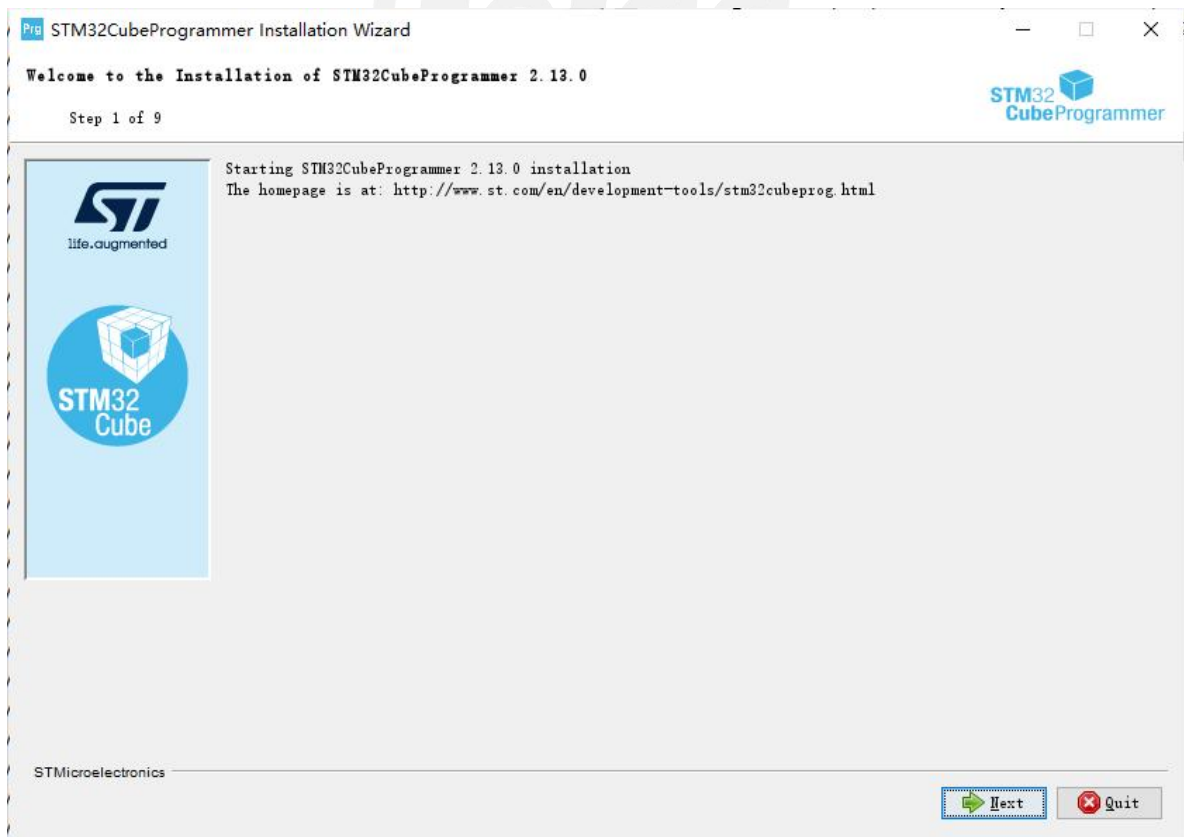 Prg STM32CubeProgrammer Installation Wizard
Welcome to the Installation of STM32CubeProgrammer 2.13.0
Step 1 of 9
STM32
CubeProgrammer
Starting STM32CubeProgrammer 2.13.0 installation
The homepage is at: http://www.st.com/en/development-tools/stm32cubeprog.html
ST
life.augmented
STM32
Cube
STMicroelectronics
Next
Quit